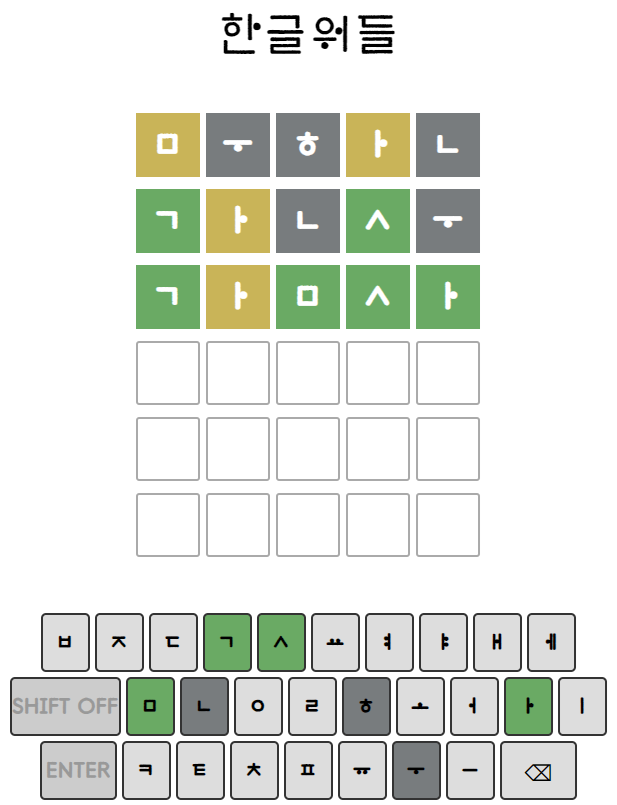 한글 워들
ㅁ ㅜ ㅎ ㅏ ㄴ
ㄱ ㅏ ㄴ ㅅ ㅜ
ㄱ ㅏ ㅁ ㅅ ㅏ
ㅂ ㅈ ㄷ ㄱ ㅅ ㅛ ㅕ ㅑ ㅐ ㅔ
SHIFT OFF ㅁ ㄴ ㅇ ㄹ ㅎ ㅗ ㅓ ㅏ ㅣ
ENTER ㅋ ㅌ ㅊ ㅍ ㅠ ㅜ ㅡ ⌫